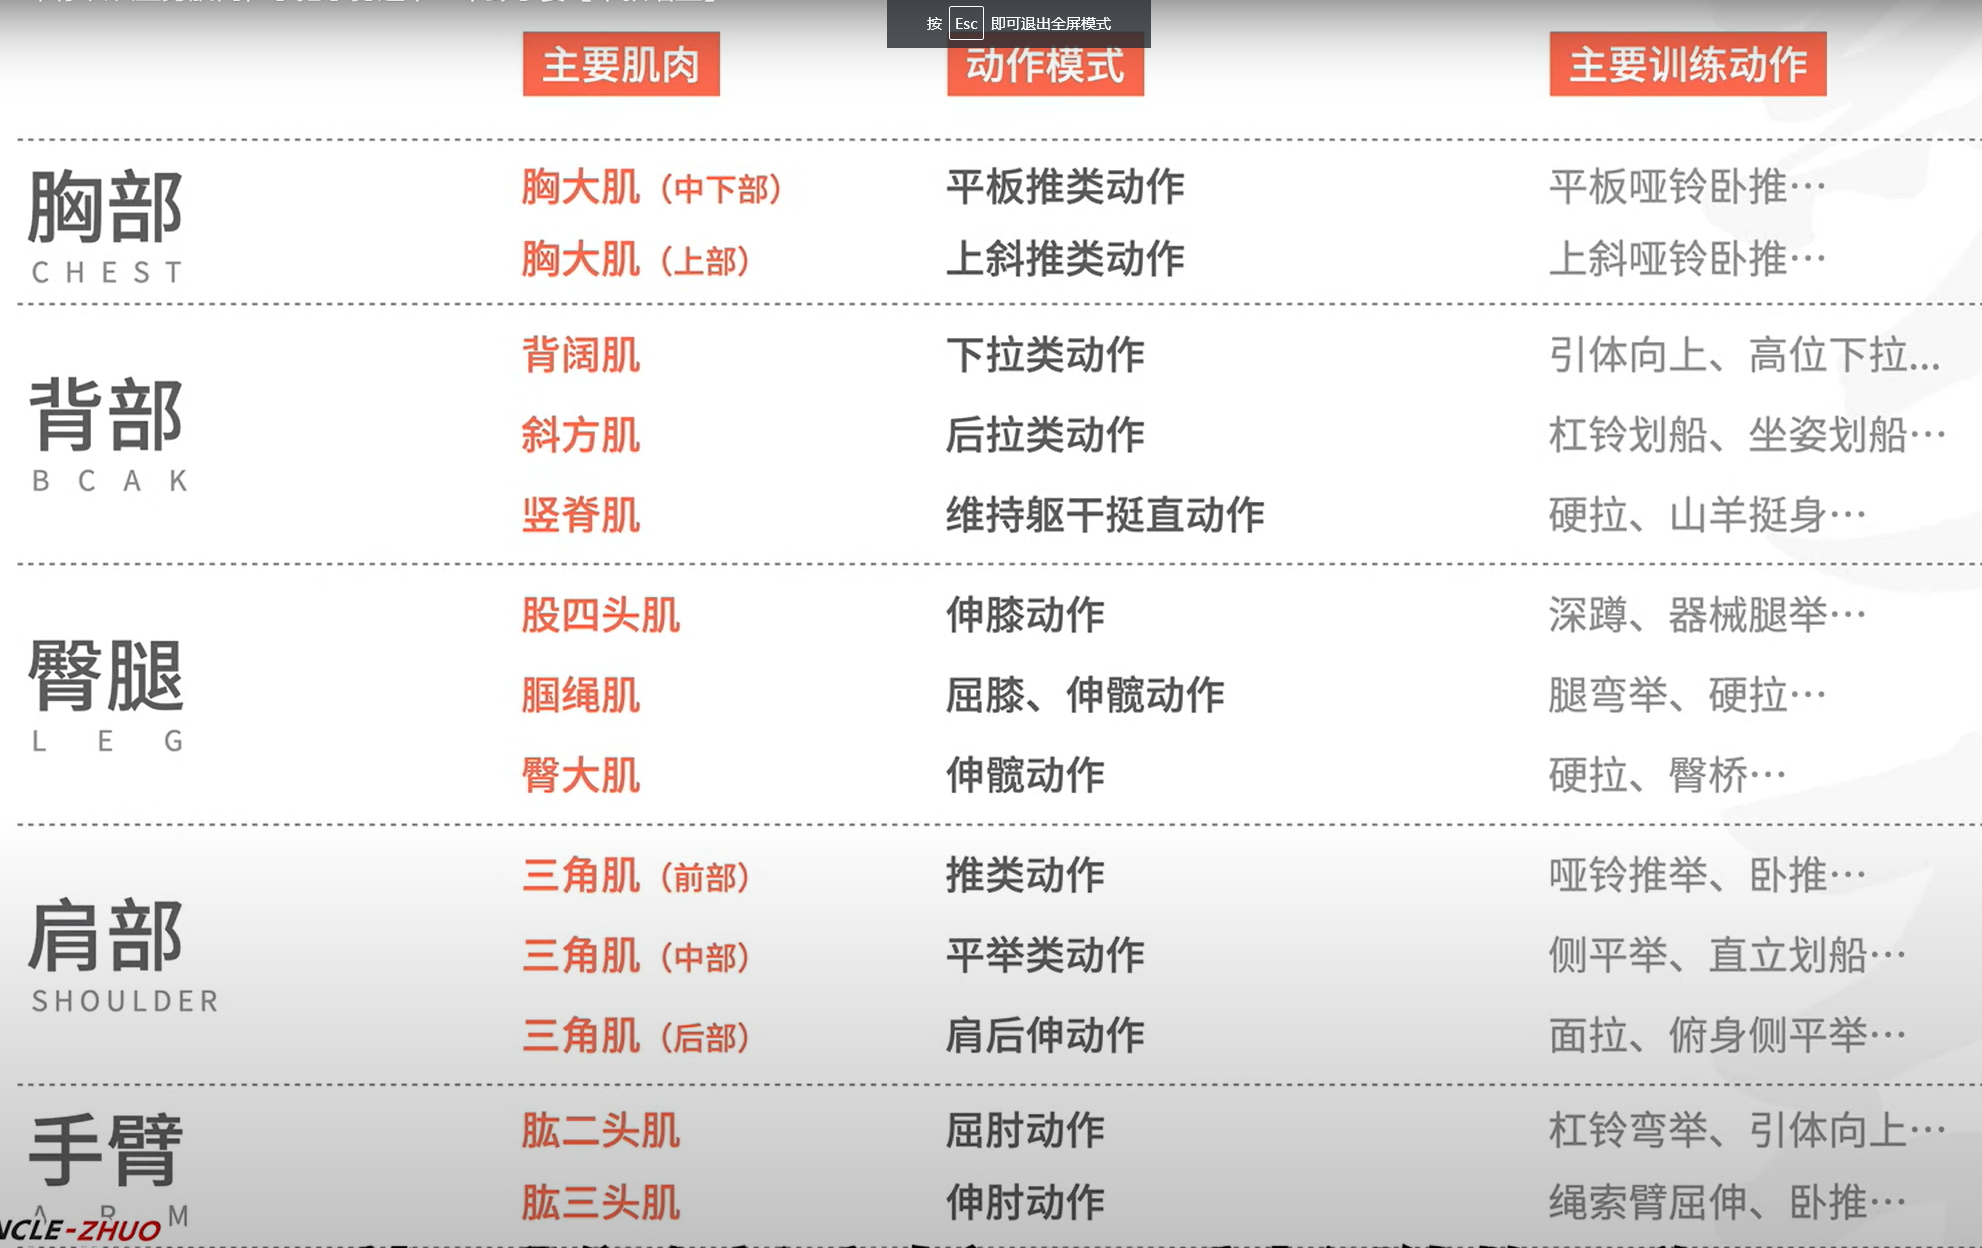 按 Esc 即可退出全屏模式
主要肌肉 动作模式 主要训练动作
胸部
CHEST
胸大肌（中下部） 平板推类动作 平板哑铃卧推…
胸大肌（上部） 上斜推类动作 上斜哑铃卧推…
背部
BCAK
背阔肌 下拉类动作 引体向上、高位下拉...
斜方肌 后拉类动作 杠铃划船、坐姿划船…
竖脊肌 维持躯干挺直动作 硬拉、山羊挺身…
臀腿
LEG
股四头肌 伸膝动作 深蹲、器械腿举…
腘绳肌 屈膝、伸髋动作 腿弯举、硬拉…
臀大肌 伸髋动作 硬拉、臀桥…
肩部
SHOULDER
三角肌（前部） 推类动作 哑铃推举、卧推…
三角肌（中部） 平举类动作 侧平举、直立划船…
三角肌（后部） 肩后伸动作 面拉、俯身侧平举…
手臂
ARM
肱二头肌 屈肘动作 杠铃弯举、引体向上…
肱三头肌 伸肘动作 绳索臂屈伸、卧推…
NCLE-ZHUO